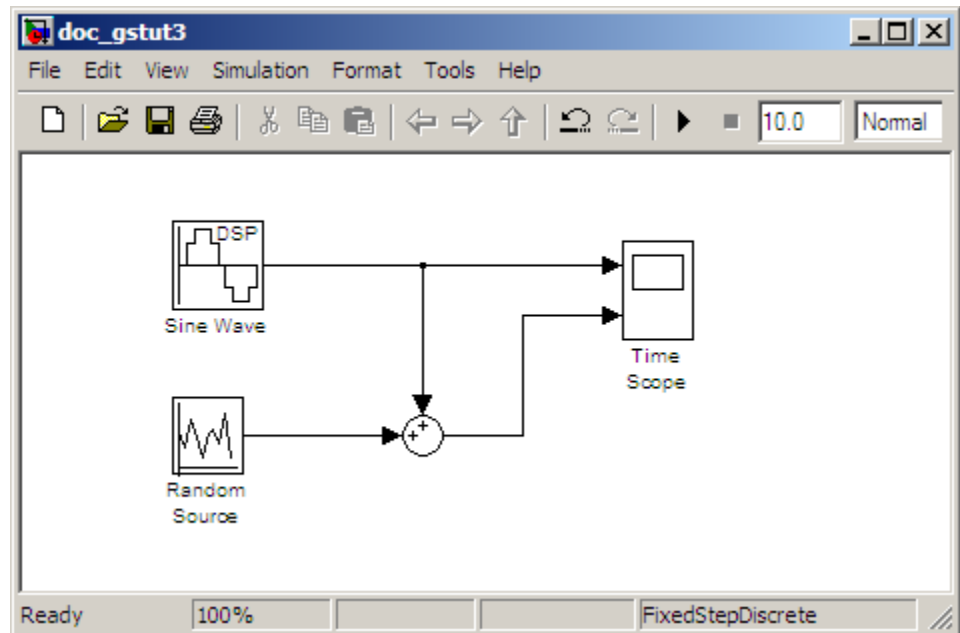 doc_gstut3
File Edit View Simulation Format Tools Help
10.0 Normal
DSP
Sine Wave
Time
Scope
+
+
Random
Source
Ready 100% FixedStepDiscrete